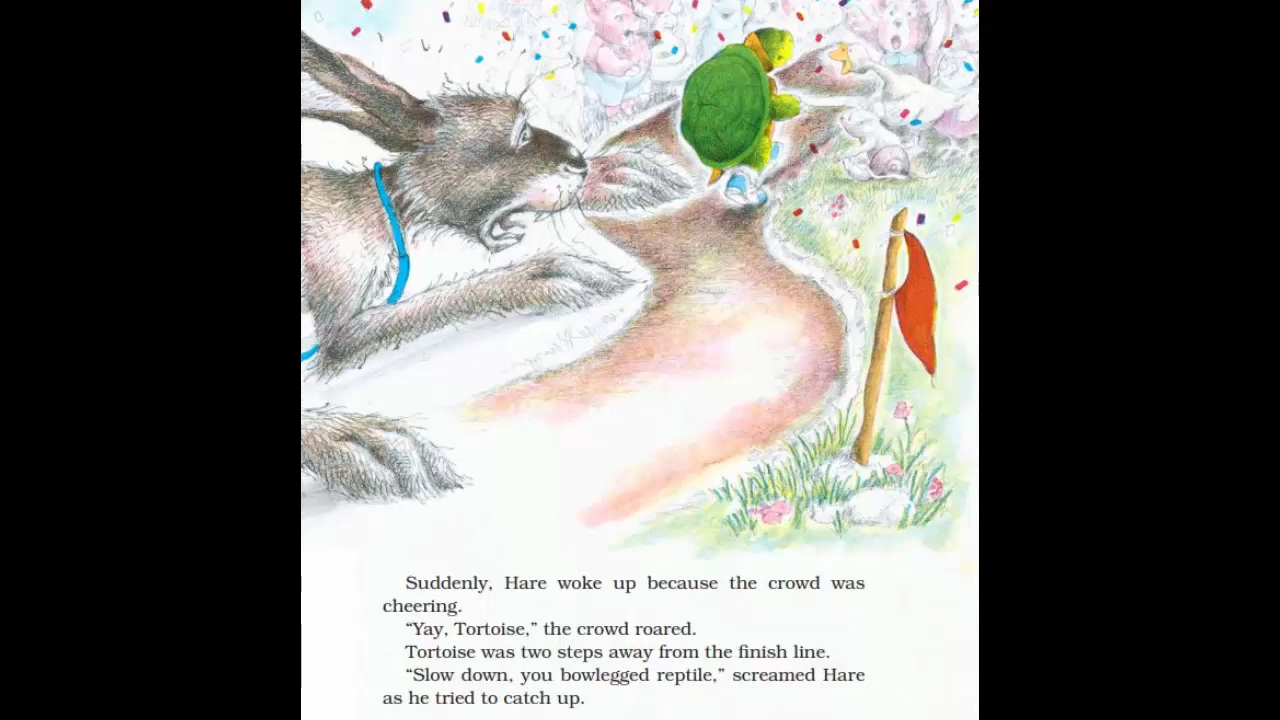 Suddenly, Hare woke up because the crowd was
cheering.
“Yay, Tortoise,” the crowd roared.
Tortoise was two steps away from the finish line.
“Slow down, you bowlegged reptile,” screamed Hare
as he tried to catch up.